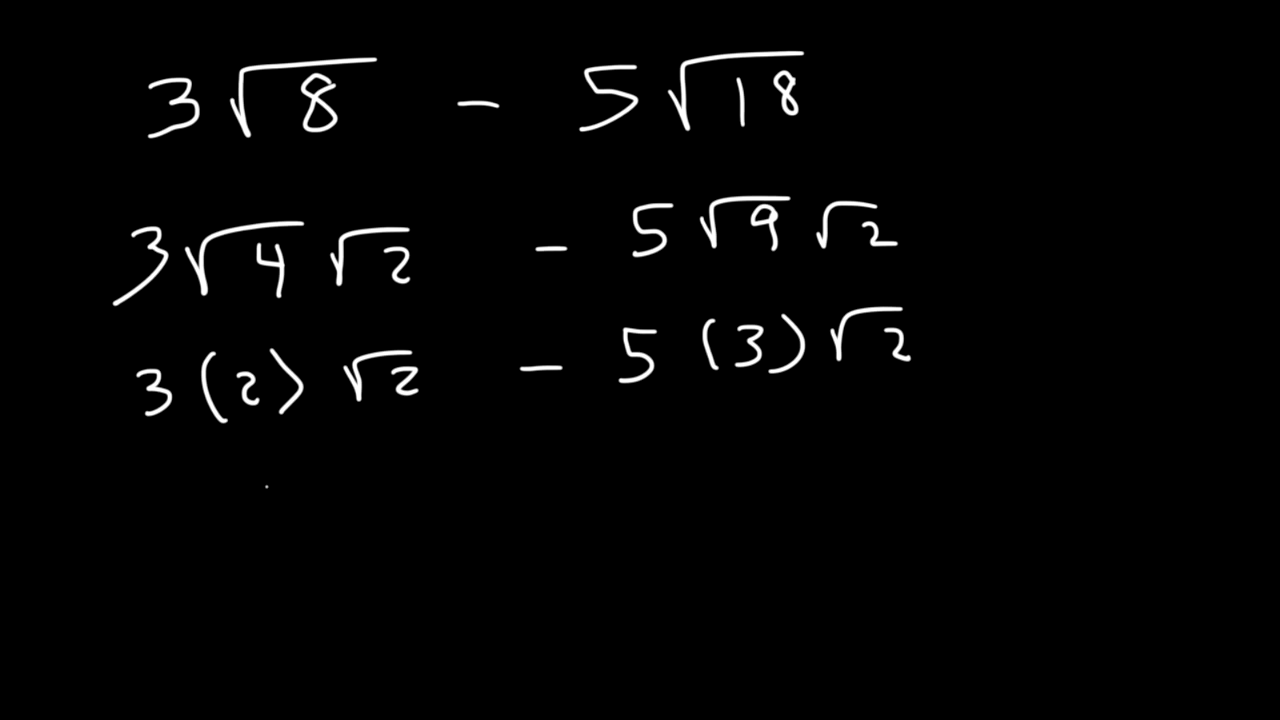 3√8 - 5√18
3√4 √2 - 5√9 √2
3(2)√2 - 5(3)√2